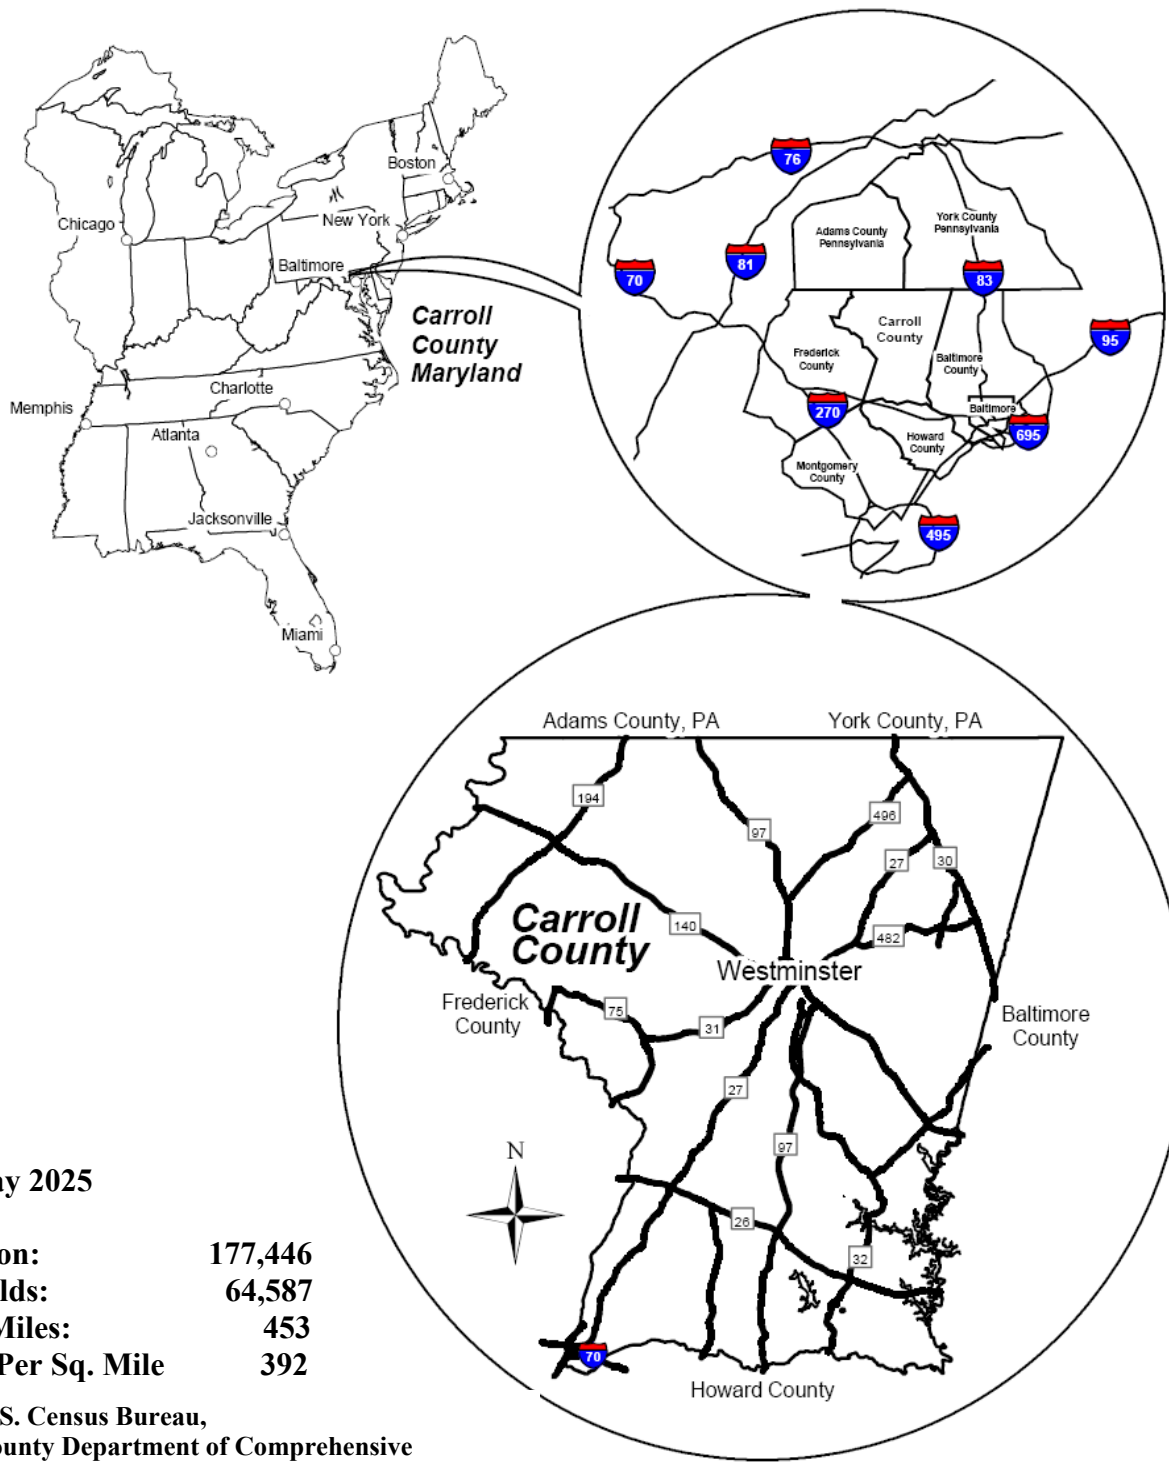 Boston
New York
Chicago
Baltimore
Carroll
County
Maryland
Charlotte
Memphis
Atlanta
Jacksonville
Miami
76
81
70
83
95
270
695
495
Adams County
Pennsylvania
York County
Pennsylvania
Carroll
County
Frederick
County
Baltimore
County
Baltimore
Howard
County
Montgomery
County
Adams County, PA
York County, PA
194
97
496
27
30
140
482
Carroll
County
Westminster
Frederick
County
75
31
Baltimore
County
27
97
N
26
32
70
Howard County
ay 2025
on: 177,446
lds: 64,587
Miles: 453
Per Sq. Mile 392
S. Census Bureau,
ounty Department of Comprehensive